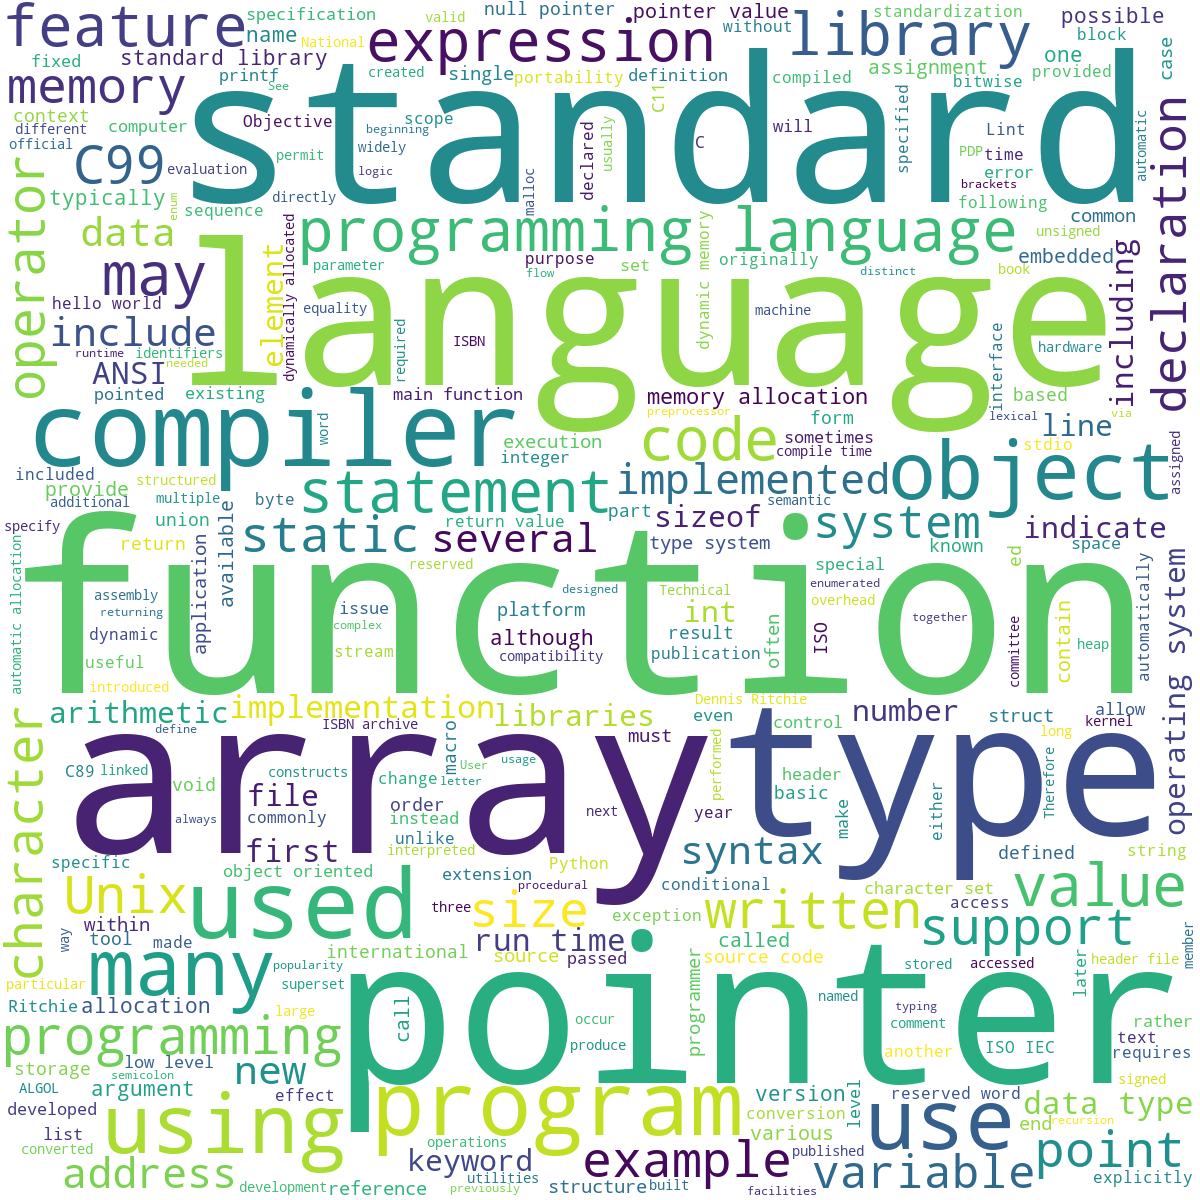 feature
name
specification
National
valid
null pointer
pointer value
without
standardization
possible
fixed
standard library
expression
library
block
case
memory
printf
See
created
single
portability
definition
C11
compiled
assignment
one
provided
bitwise
context
different
official
computer
Objective
beginning
widely
scope
standard
usually
declared
malloc
C
will
specified
Lint
PDP
time
error
automatic
declaration
operator
C99
evaluation
permit
logic
brackets
typically
enum
sequence
directly
following
data
programming language
common
unsigned
may
element
dynamically allocated
parameter
purpose
flow
set
dynamic memory
originally
distinct
book
embedded
including
hello world
language
equality
machine
include
runtime
identifiers
needed
required
ISBN
interface
hardware
ANSI
pointed
existing
main function
memory allocation
preprocessor
based
lexical
via
compiler
word
execution
integer
code
form
sometimes
compile time
line
stdio
assigned
included
structured
provide
additional
multiple
byte
statement
implemented
semantic
object
specify
union
return
static
return value
several
part
sizeof
type system
system
known
indicate
space
ed
automatic allocation
function
application
available
reserved
designed
special
enumerated
overhead
automatically
operating system
assembly
returning
dynamic
issue
complex
stream
platform
although
compatibility
Technical
int
result
publication
often
ISO
together
committee
contain
heap
useful
introduced
character
arithmetic
define
implementation
ISBN archive
libraries
Dennis Ritchie
even
must
control
number
struct
allow
kernel
long
array
type
C89
linked
void
constructs
change
macro
User
letter
usage
performed
header
basic
Therefore
always
file
commonly
order
instead
unlike
next
year
make
either
specific
first
interpreted
syntax
defined
string
object oriented
extension
Python
procedural
conditional
character set
access
value
Unix
used
three
size
exception
written
support
member
within
way
tool
made
international
run time
source
passed
called
source code
many
popularity
superset
particular
pointer
stored
accessed
later
header file
Ritchie
allocation
large
call
occur
produce
programmer
named
typing
comment
another
rather
text
requires
ISO IEC
programming
storage
low level
semicolon
new
ALGOL
argument
effect
program
version
conversion
various
level
reserved word
use
signed
data type
end
recursion
developed
list
converted
using
operations
keyword
utilities
previously
example
published
variable
point
explicitly
address
development
reference
structure
built
facilities